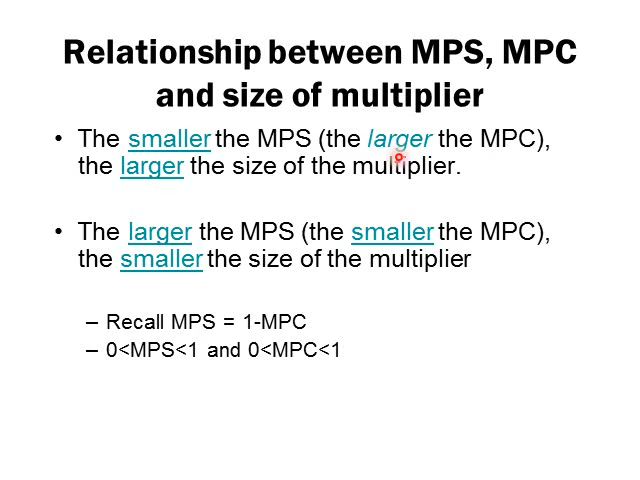 Relationship between MPS, MPC
and size of multiplier
• The smaller the MPS (the larger the MPC),
the larger the size of the multiplier.
• The larger the MPS (the smaller the MPC),
the smaller the size of the multiplier
– Recall MPS = 1-MPC
– 0<MPS<1 and 0<MPC<1